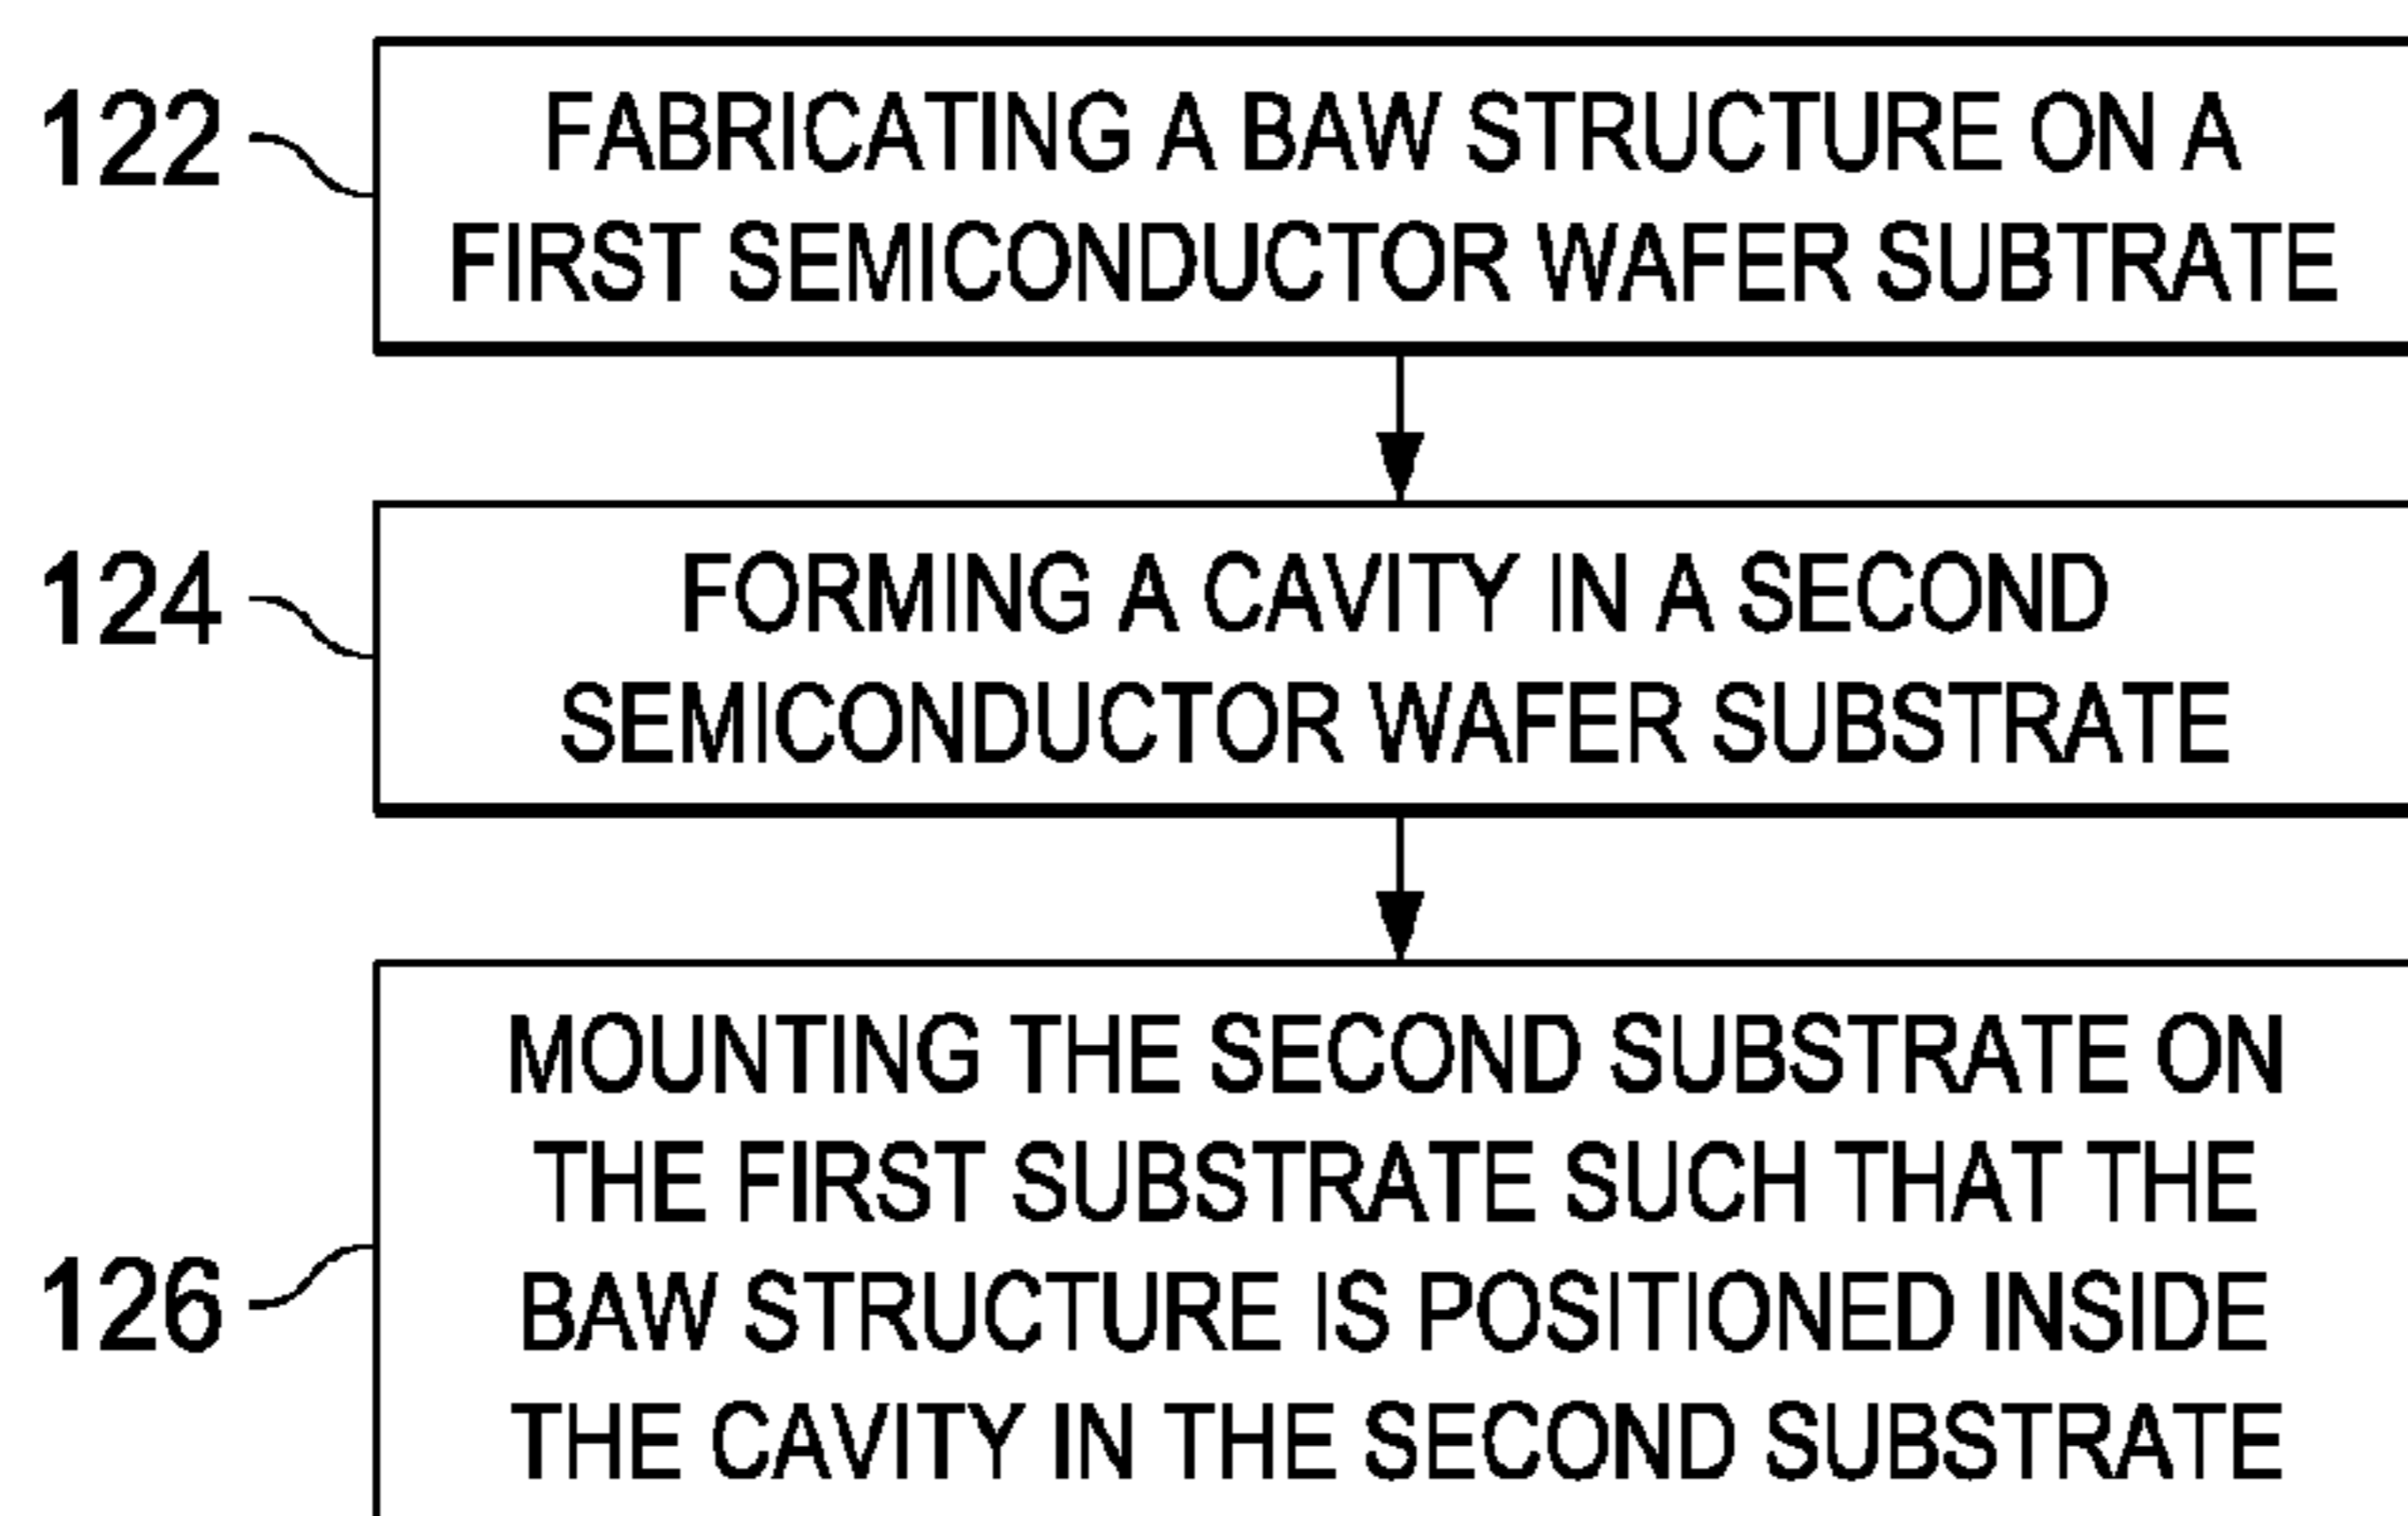 122
FABRICATING A BAW STRUCTURE ON A
FIRST SEMICONDUCTOR WAFER SUBTRATE
124
FORMING A CAVITY IN A SECOND
SEMICONDUCTOR WAFER SUBSTRATE
126
MOUNTING THE SECOND SUBSTRATE ON
THE FIRST SUBSTRATE SUCH THAT THE
BAW STRUCTURE IS POSITIONED INSIDE
THE CAVITY IN THE SECOND SUBSTRATE